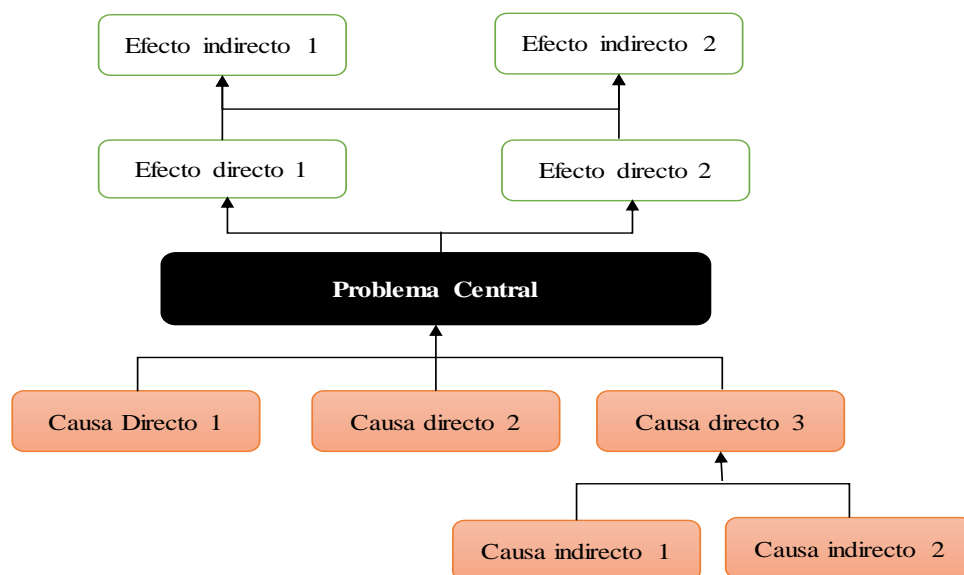 Efecto indirecto 1
Efecto indirecto 2
Efecto directo 1
Efecto directo 2
Problema Central
Causa Directo 1
Causa directo 2
Causa directo 3
Causa indirecto 1
Causa indirecto 2